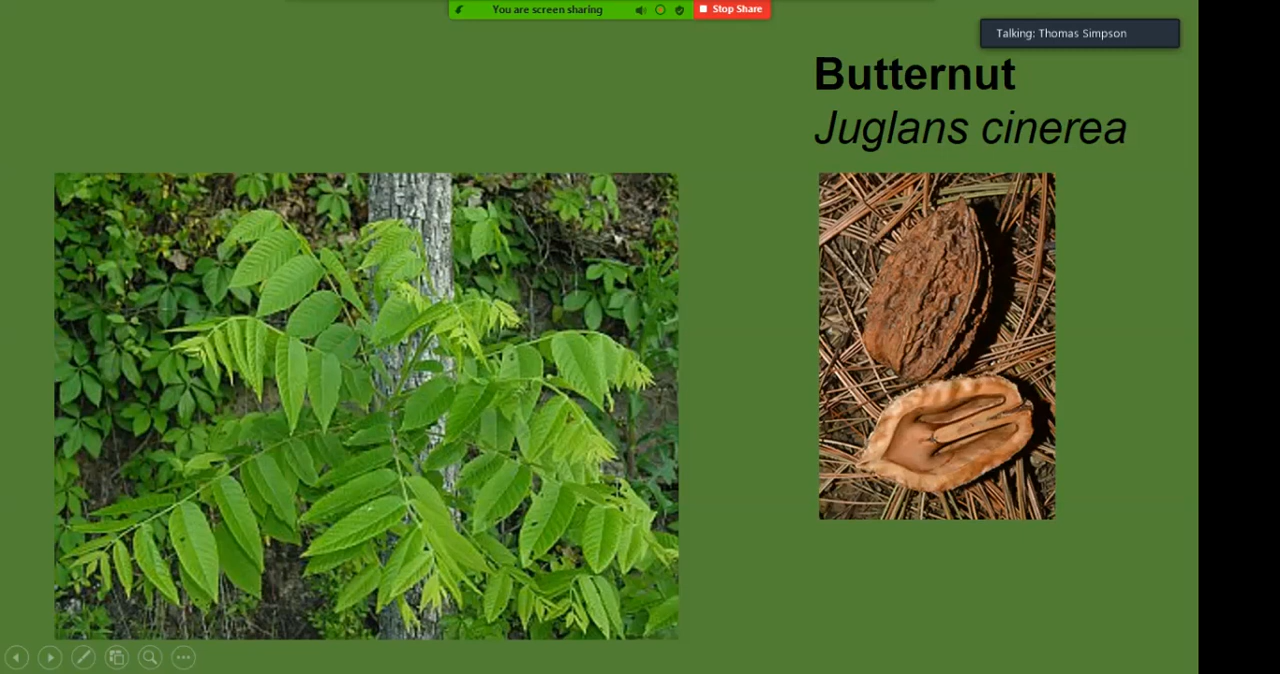 You are screen sharing
Stop Share
Talking: Thomas Simpson
Butternut
Juglans cinerea